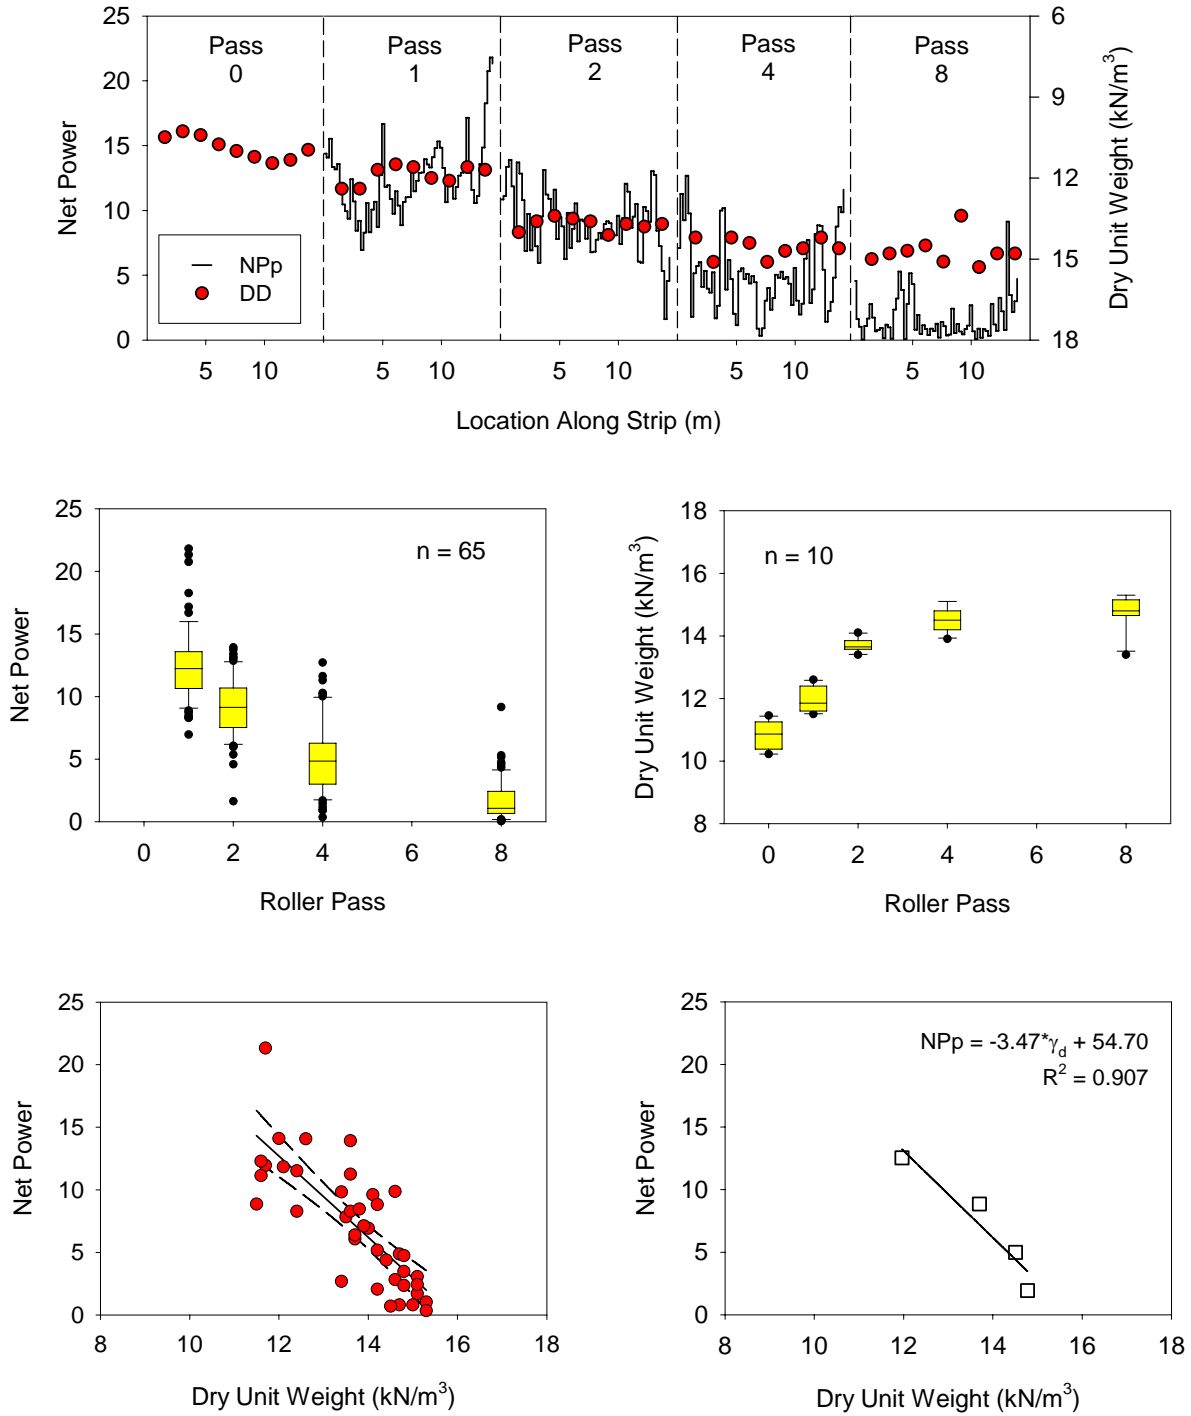 25 20 15 10 5 0
Net Power
Pass 0
Pass 1
Pass 2
Pass 4
Pass 8
NPp
DD
6 9 12 15 18
Dry Unit Weight (kN/m³)
5 10 5 10 5 10 5 10 5 10
Location Along Strip (m)
25 20 15 10 5 0
Net Power
n = 65
0 2 4 6 8
Roller Pass
18 16 14 12 10 8
Dry Unit Weight (kN/m³)
n = 10
0 2 4 6 8
Roller Pass
25 20 15 10 5 0
Net Power
8 10 12 14 16 18
Dry Unit Weight (kN/m³)
25 20 15 10 5 0
Net Power
NPp = -3.47*γd + 54.70
R² = 0.907
8 10 12 14 16 18
Dry Unit Weight (kN/m³)